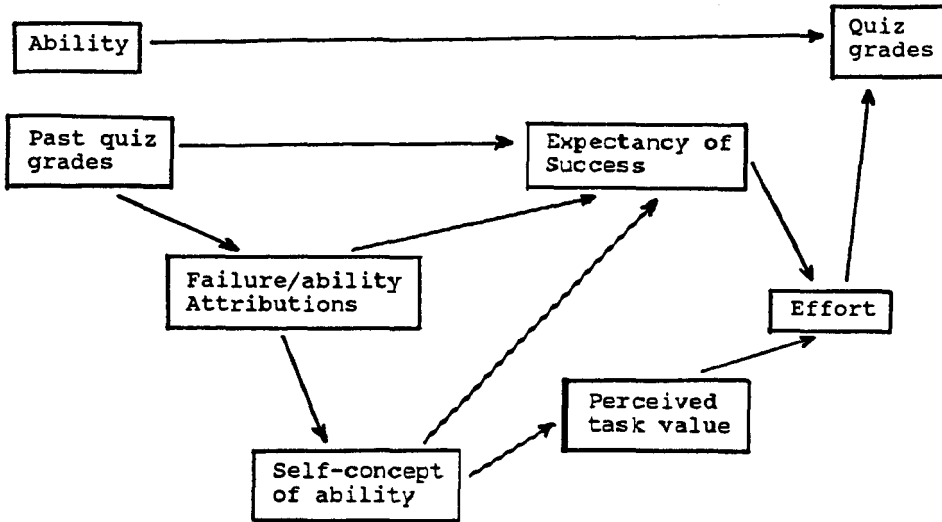 Ability
Quiz
grades
Past quiz
grades
Expectancy of
Success
Failure/ability
Attributions
Effort
Perceived
task value
Self-concept
of ability